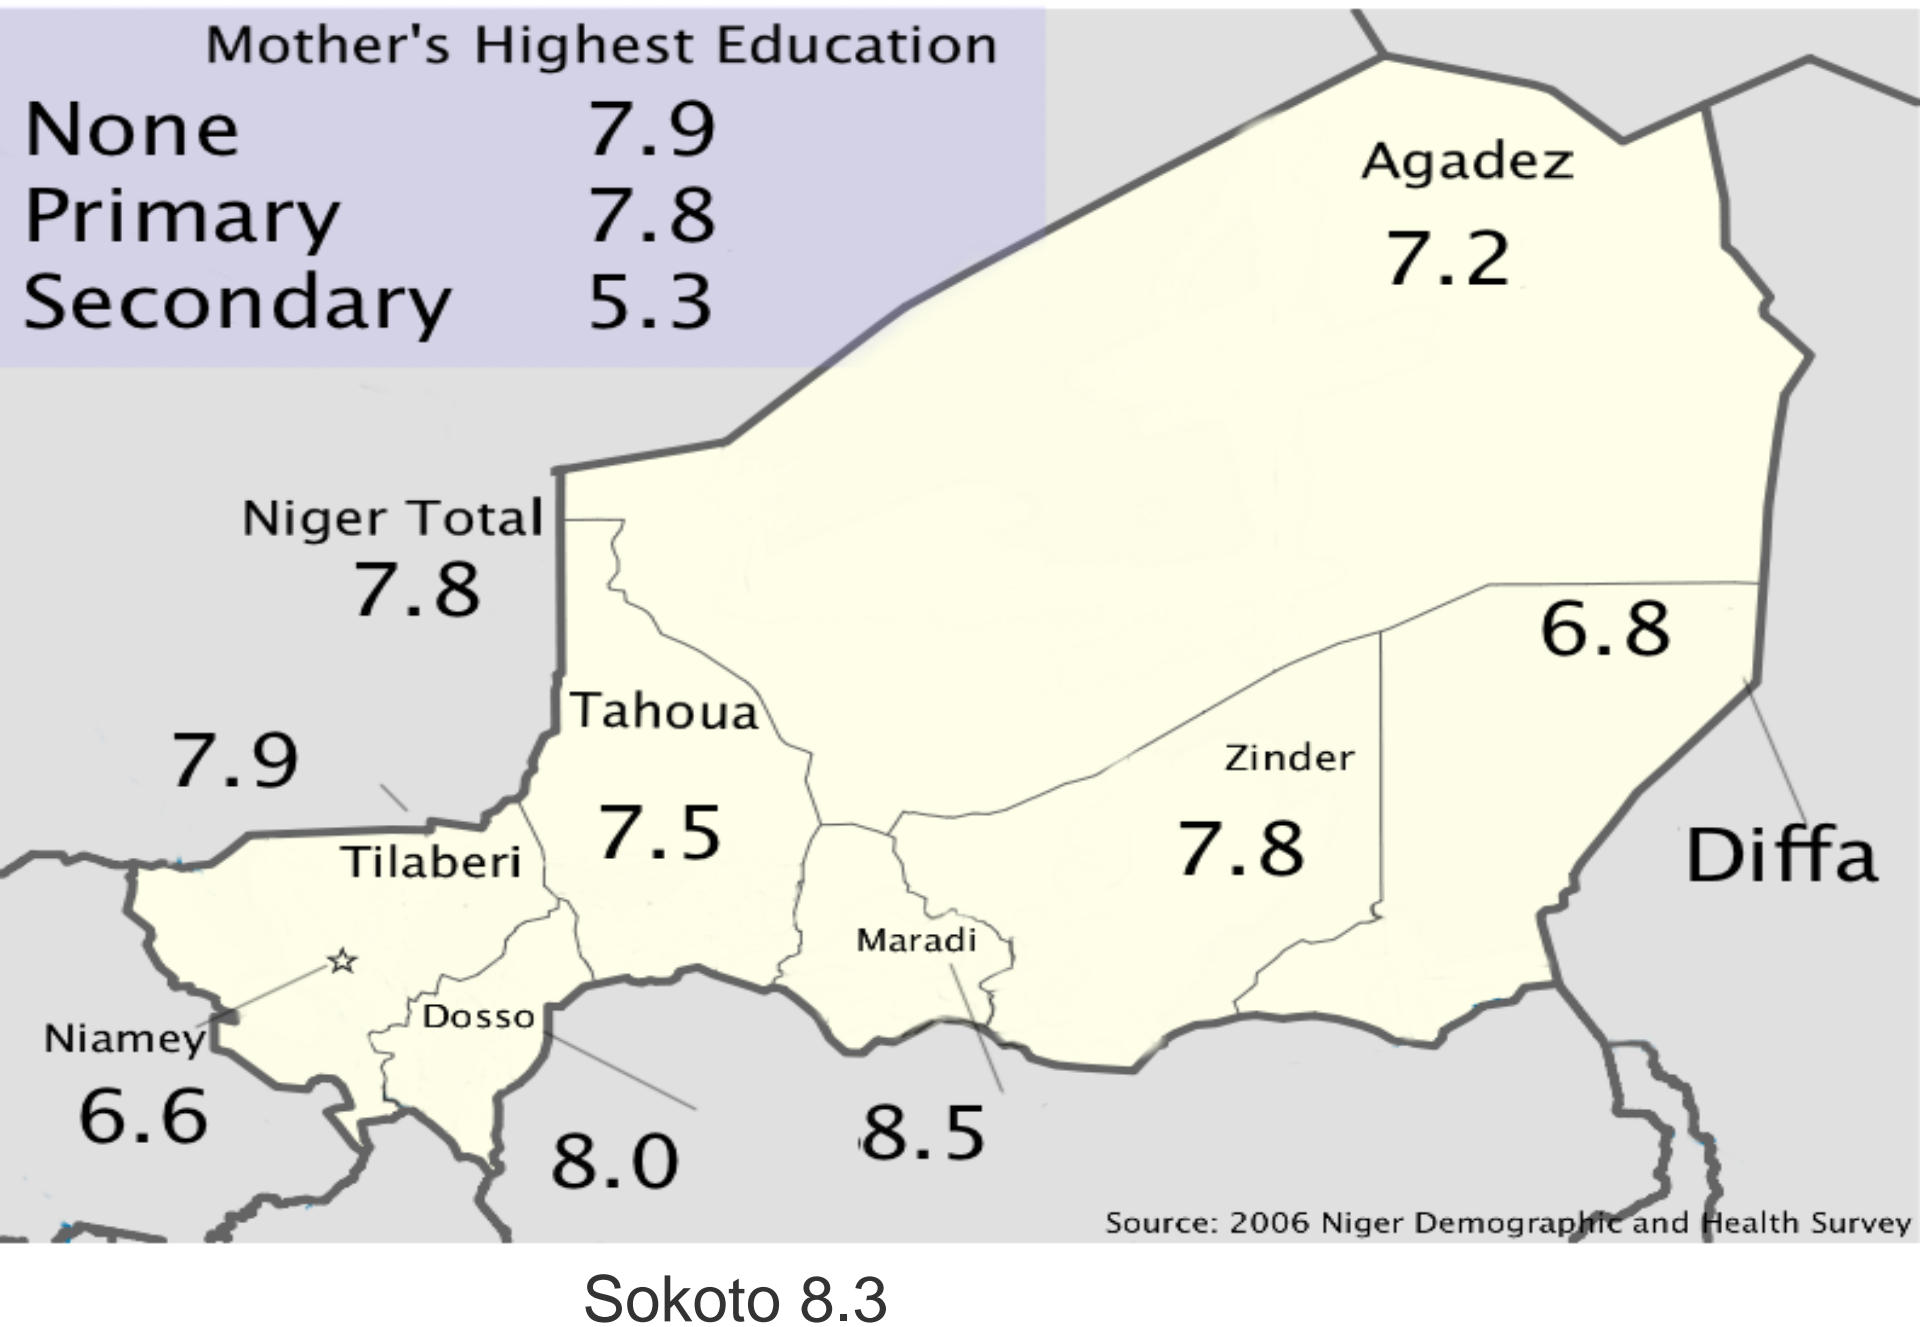 Mother's Highest Education
None 7.9
Primary 7.8
Secondary 5.3
Agadez
7.2
Niger Total
7.8
6.8
Tahoua
7.5
7.9
Zinder
7.8
Tilaberi
Diffa
Maradi
8.5
Dosso
8.0
Niamey
6.6
Source: 2006 Niger Demographic and Health Survey
Sokoto 8.3